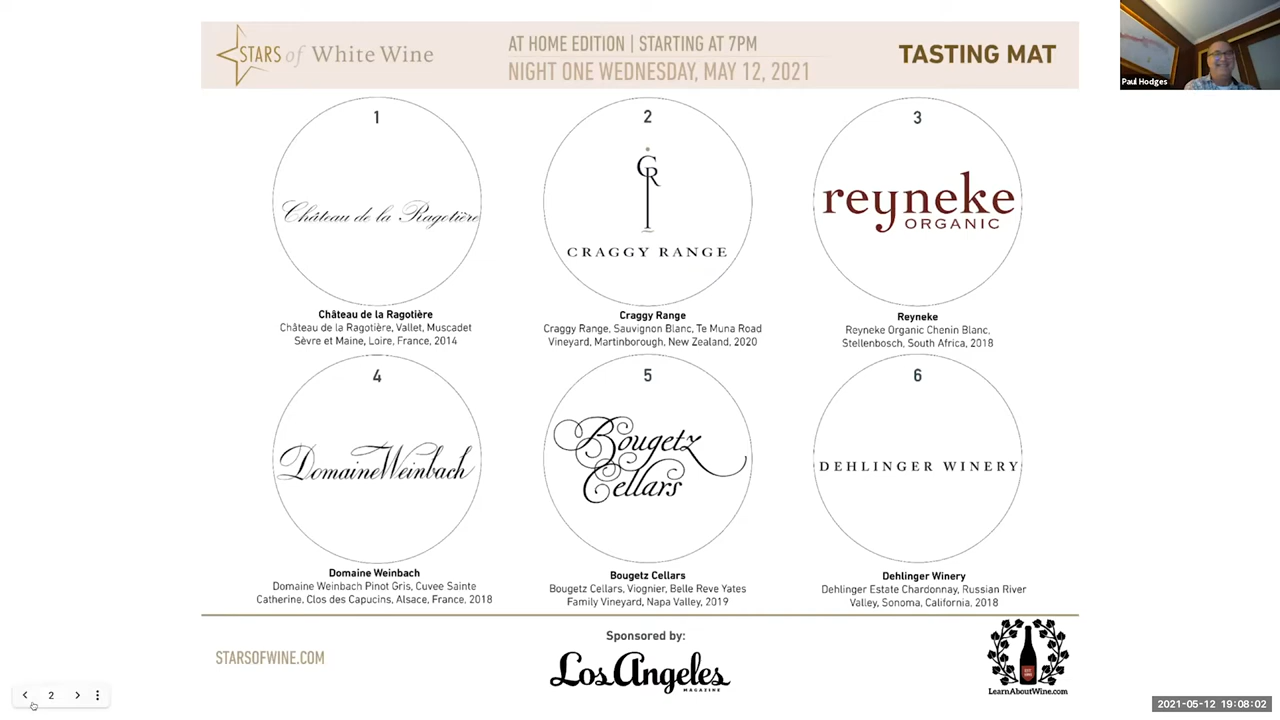 STARS of White Wine
AT HOME EDITION | STARTING AT 7PM
NIGHT ONE WEDNESDAY, MAY 12, 2021
TASTING MAT
Paul Hodges
1
Château de la Ragotière
Château de la Ragotière
Château de la Ragotière, Vallet, Muscadet
Sèvre et Maine, Loire, France, 2014
2
CR
CRAGGY RANGE
Craggy Range
Craggy Range, Sauvignon Blanc, Te Muna Road
Vineyard, Martinborough, New Zealand, 2020
3
reyneke
ORGANIC
Reyneke
Reyneke Organic Chenin Blanc,
Stellenbosch, South Africa, 2018
4
Domaine Weinbach
Domaine Weinbach
Domaine Weinbach Pinot Gris, Cuvee Sainte
Catherine, Clos des Capucins, Alsace, France, 2018
5
Bougetz
Cellars
Bougetz Cellars
Bougetz Cellars, Viognier, Belle Reve Yates
Family Vineyard, Napa Valley, 2019
6
DEHLINGER WINERY
Dehlinger Winery
Dehlinger Estate Chardonnay, Russian River
Valley, Sonoma, California, 2018
STARSOFWINE.COM
Sponsored by:
Los Angeles
MAGAZINE
LearnAboutWine.com
2
2021-05-12 19:08:02